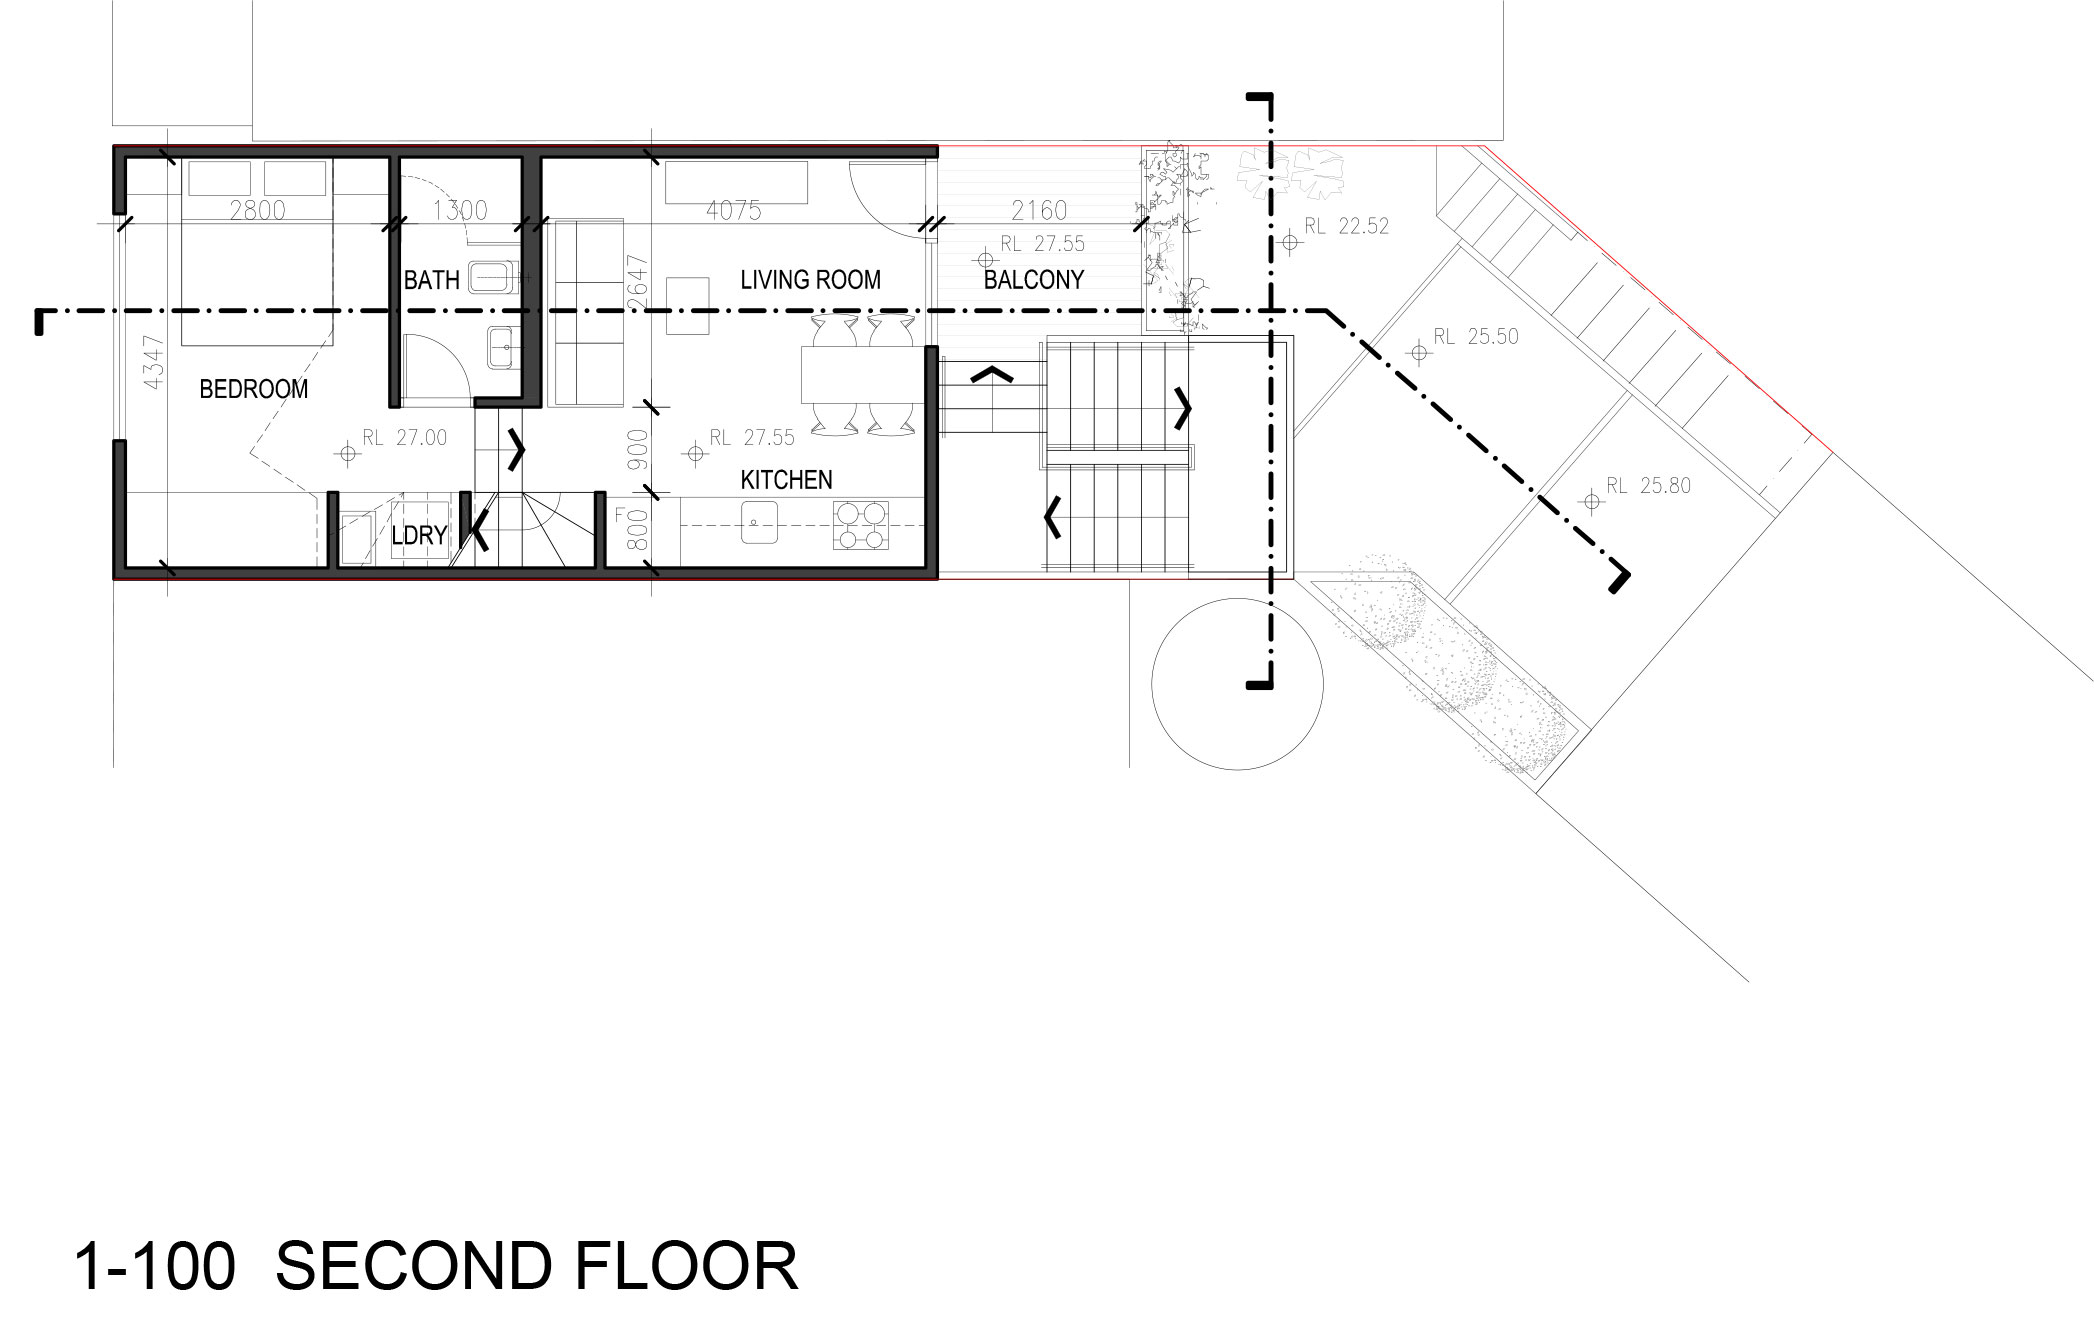 2800
1300
4075
2160
RL 22.52
RL 27.55
BATH
2647
LIVING ROOM
BALCONY
RL 25.50
4347
BEDROOM
RL 27.00
900
RL 27.55
KITCHEN
RL 25.80
F
LDRY
800
1-100 SECOND FLOOR